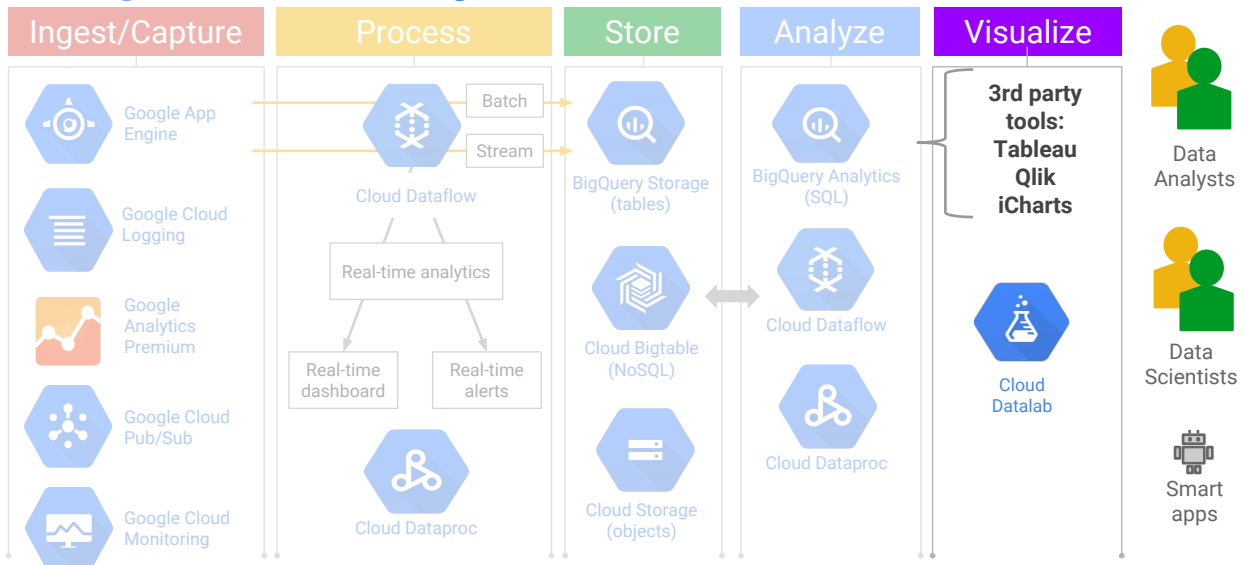 Ingest/Capture
Process
Store
Analyze
Visualize
Google App
Engine
Google Cloud
Logging
Google
Analytics
Premium
Google Cloud
Pub/Sub
Google Cloud
Monitoring
Batch
Stream
Cloud Dataflow
Real-time analytics
Real-time
dashboard
Real-time
alerts
Cloud Dataproc
BigQuery Storage
(tables)
Cloud Bigtable
(NoSQL)
Cloud Storage
(objects)
BigQuery Analytics
(SQL)
Cloud Dataflow
Cloud Dataproc
3rd party
tools:
Tableau
Qlik
iCharts
Cloud
Datalab
Data
Analysts
Data
Scientists
Smart
apps